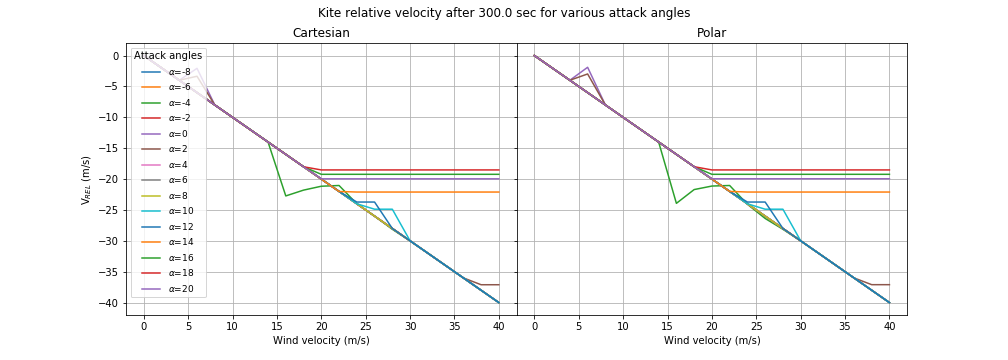 Kite relative velocity after 300.0 sec for various attack angles
Cartesian
Polar
Attack angles
α=-8
α=-6
α=-4
α=-2
α=0
α=2
α=4
α=6
α=8
α=10
α=12
α=14
α=16
α=18
α=20
V_REL (m/s)
0
−5
−10
−15
−20
−25
−30
−35
−40
0 5 10 15 20 25 30 35 40
0 5 10 15 20 25 30 35 40
Wind velocity (m/s)
Wind velocity (m/s)